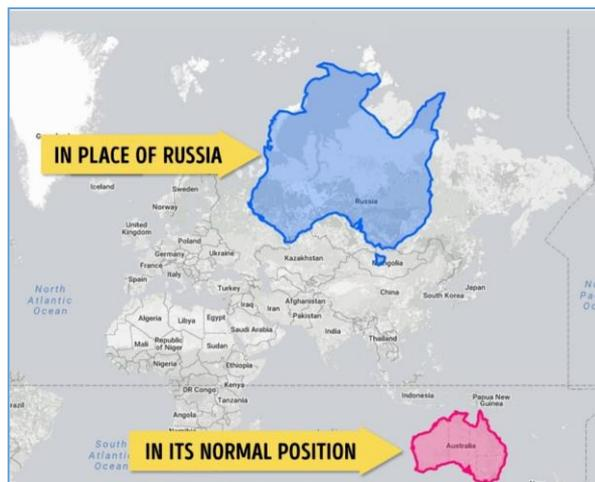 IN PLACE OF RUSSIA
Iceland
Sweden
Russia
Norway
United
Kingdom
Poland
Germany
Ukraine
Kazakhstan
Mongolia
France
Italy
Spain
Turkey
China
Japan
South Korea
North
Atlantic
Ocean
Iraq
Iran
Afghanistan
Pakistan
Algeria
Libya
Egypt
Saudi Arabia
India
Mali
Republic
of Niger
Sudan
Thailand
Nigeria
Ethiopia
DR Congo
Kenya
Tanzania
Indonesia
Papua New
Guinea
Angola
IN ITS NORMAL POSITION
Australia